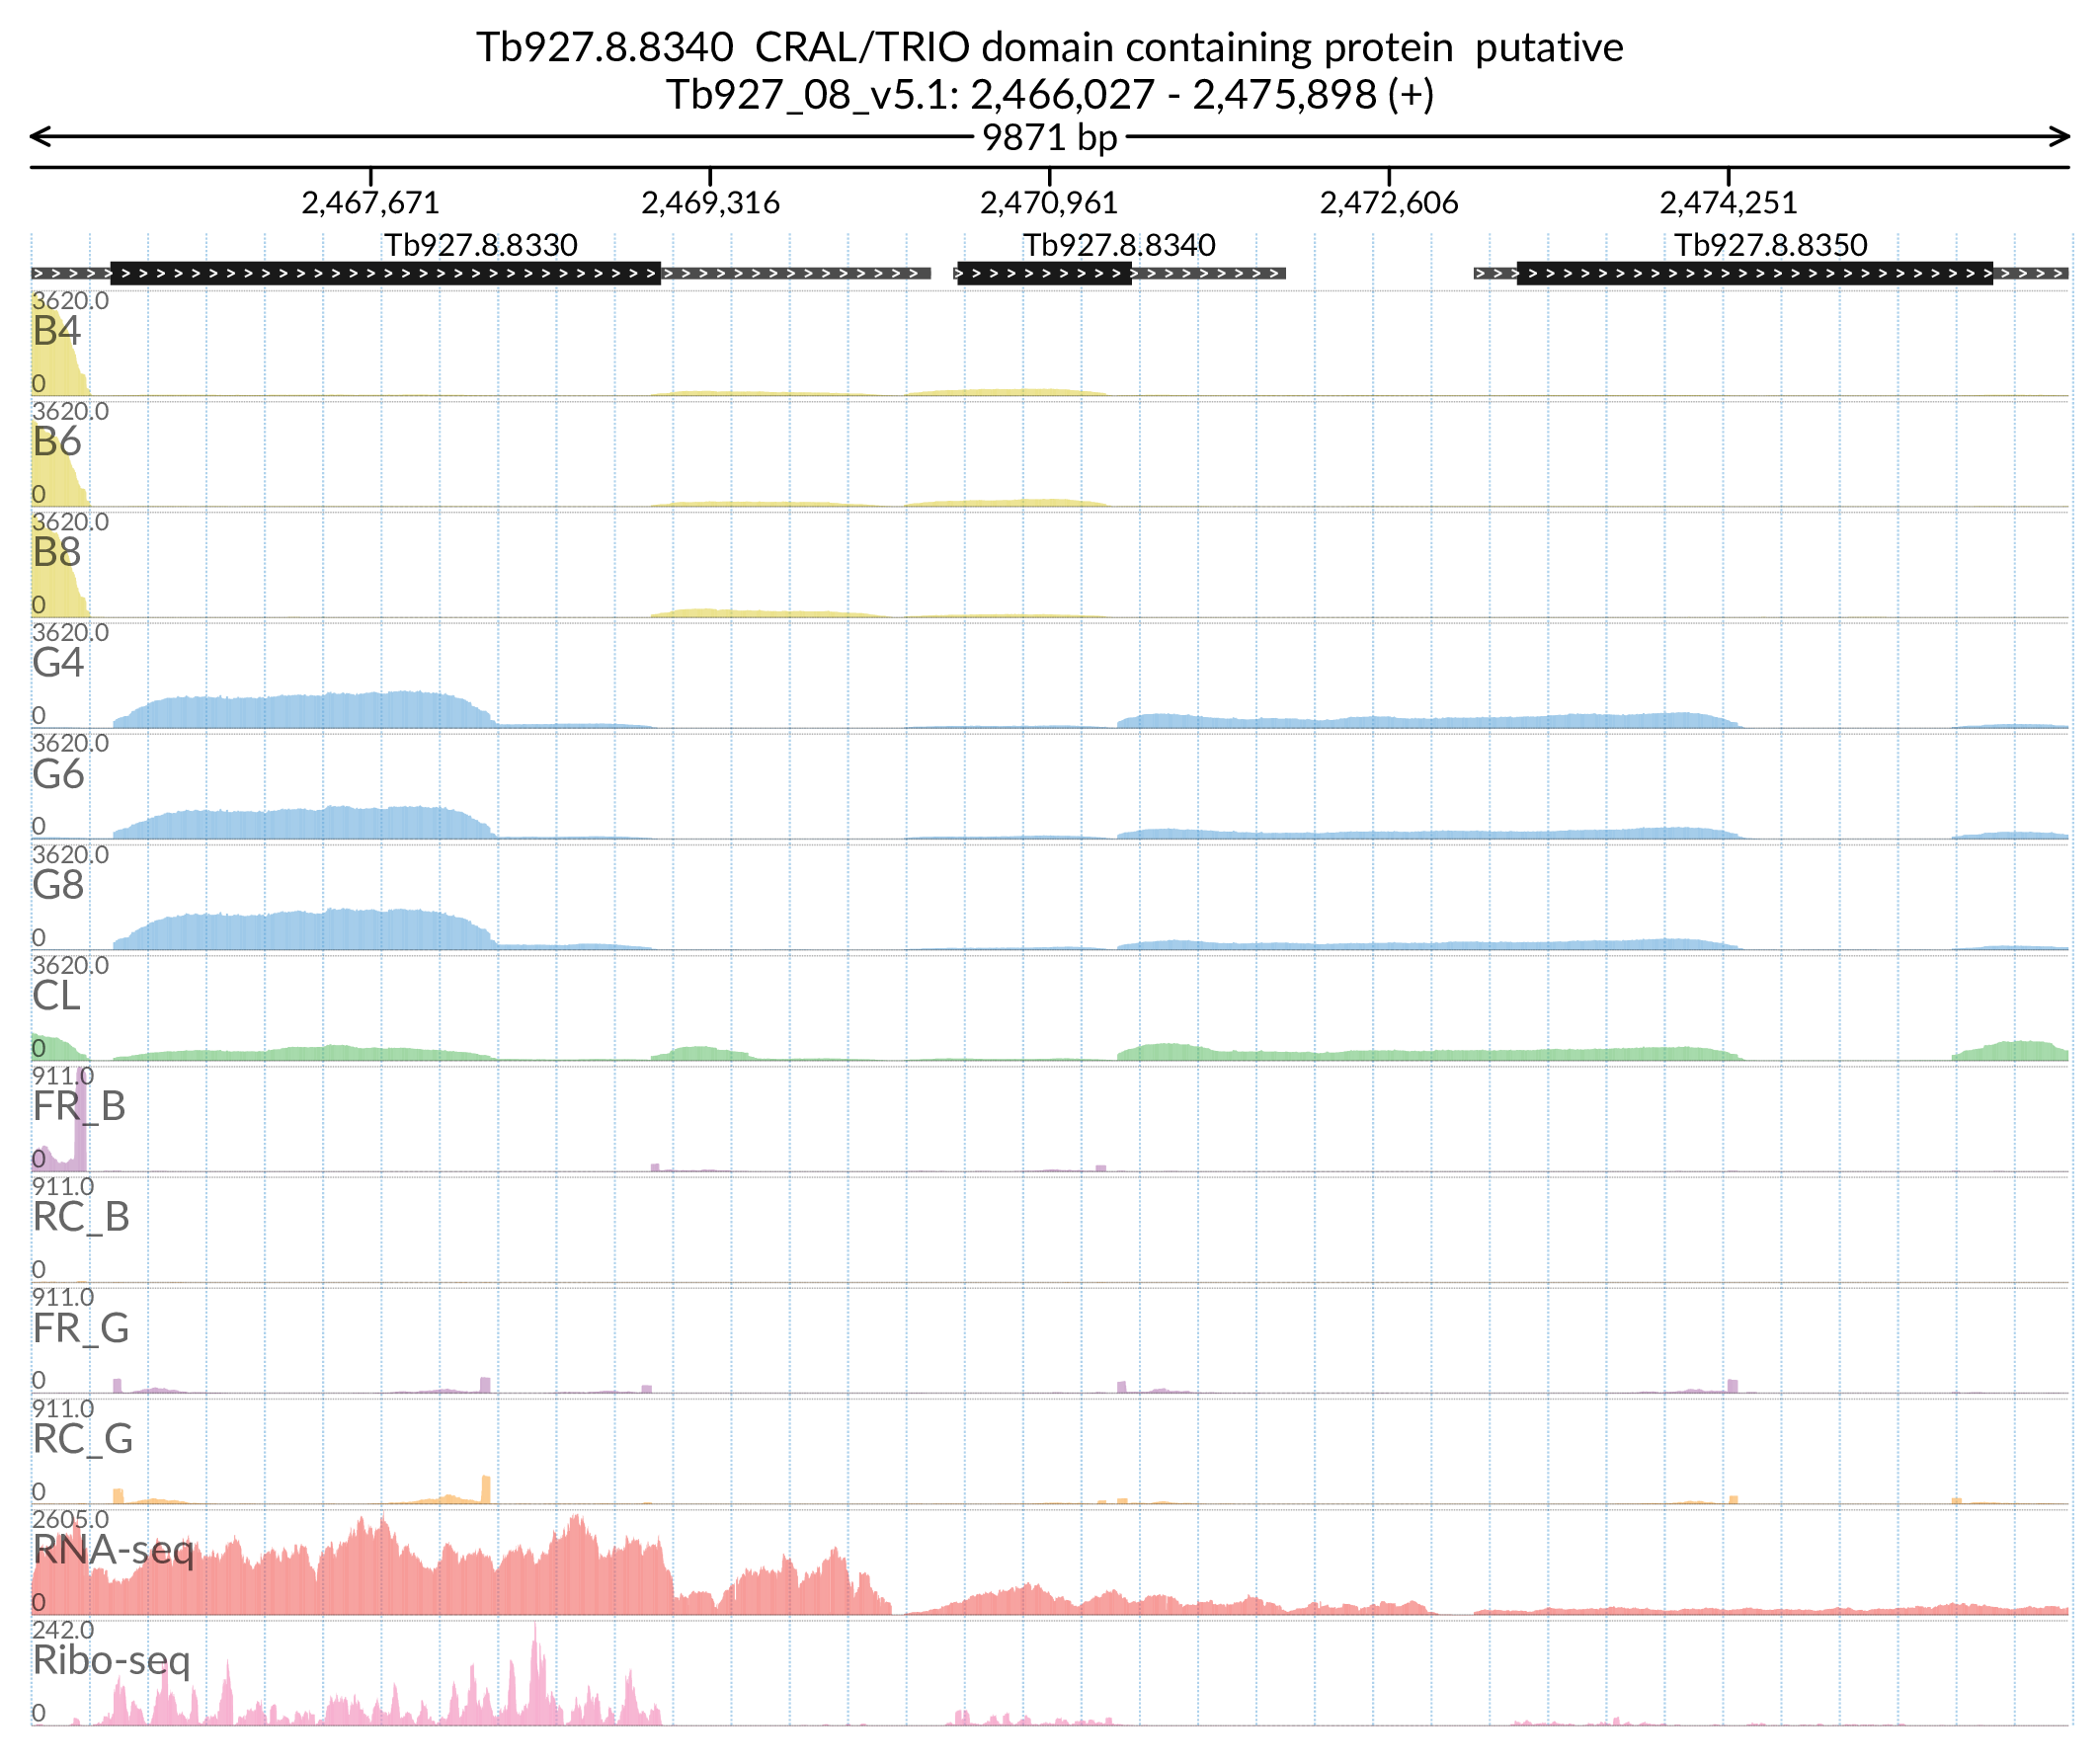 Tb927.8.8340  CRAL/TRIO domain containing protein  putative
Tb927_08_v5.1: 2,466,027 - 2,475,898 (+)
9871 bp
2,467,671 2,469,316 2,470,961 2,472,606 2,474,251
Tb927.8.8330 Tb927.8.8340 Tb927.8.8350
3620.0
B4
0
3620.0
B6
0
3620.0
B8
0
3620.0
G4
0
3620.0
G6
0
3620.0
G8
0
3620.0
CL
0
911.0
FR_B
0
911.0
RC_B
0
911.0
FR_G
0
911.0
RC_G
0
2605.0
RNA-seq
0
242.0
Ribo-seq
0